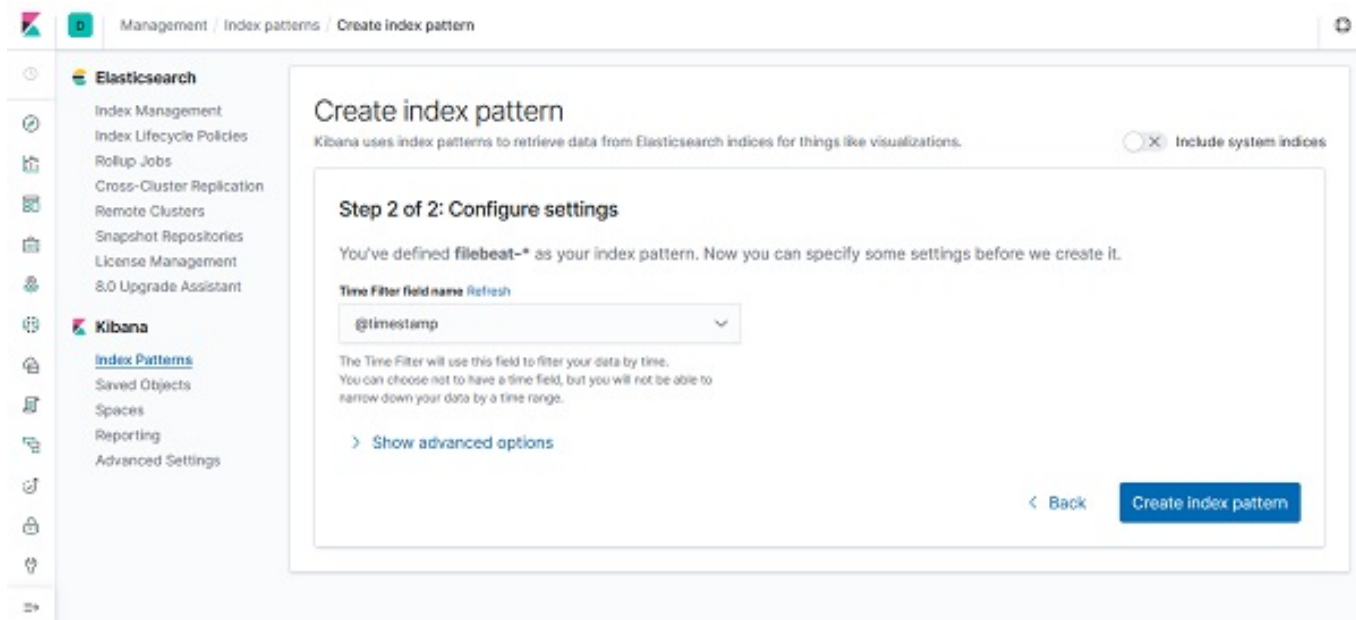 D Management / Index patterns / Create index pattern
Elasticsearch
Index Management
Index Lifecycle Policies
Rollup Jobs
Cross-Cluster Replication
Remote Clusters
Snapshot Repositories
License Management
8.0 Upgrade Assistant
Kibana
Index Patterns
Saved Objects
Spaces
Reporting
Advanced Settings
Create index pattern
Kibana uses index patterns to retrieve data from Elasticsearch indices for things like visualizations.
Include system indices
Step 2 of 2: Configure settings
You've defined filebeat-* as your index pattern. Now you can specify some settings before we create it.
Time Filter field name Refresh
@timestamp
The Time Filter will use this field to filter your data by time.
You can choose not to have a time field, but you will not be able to
narrow down your data by a time range.
Show advanced options
Back
Create index pattern